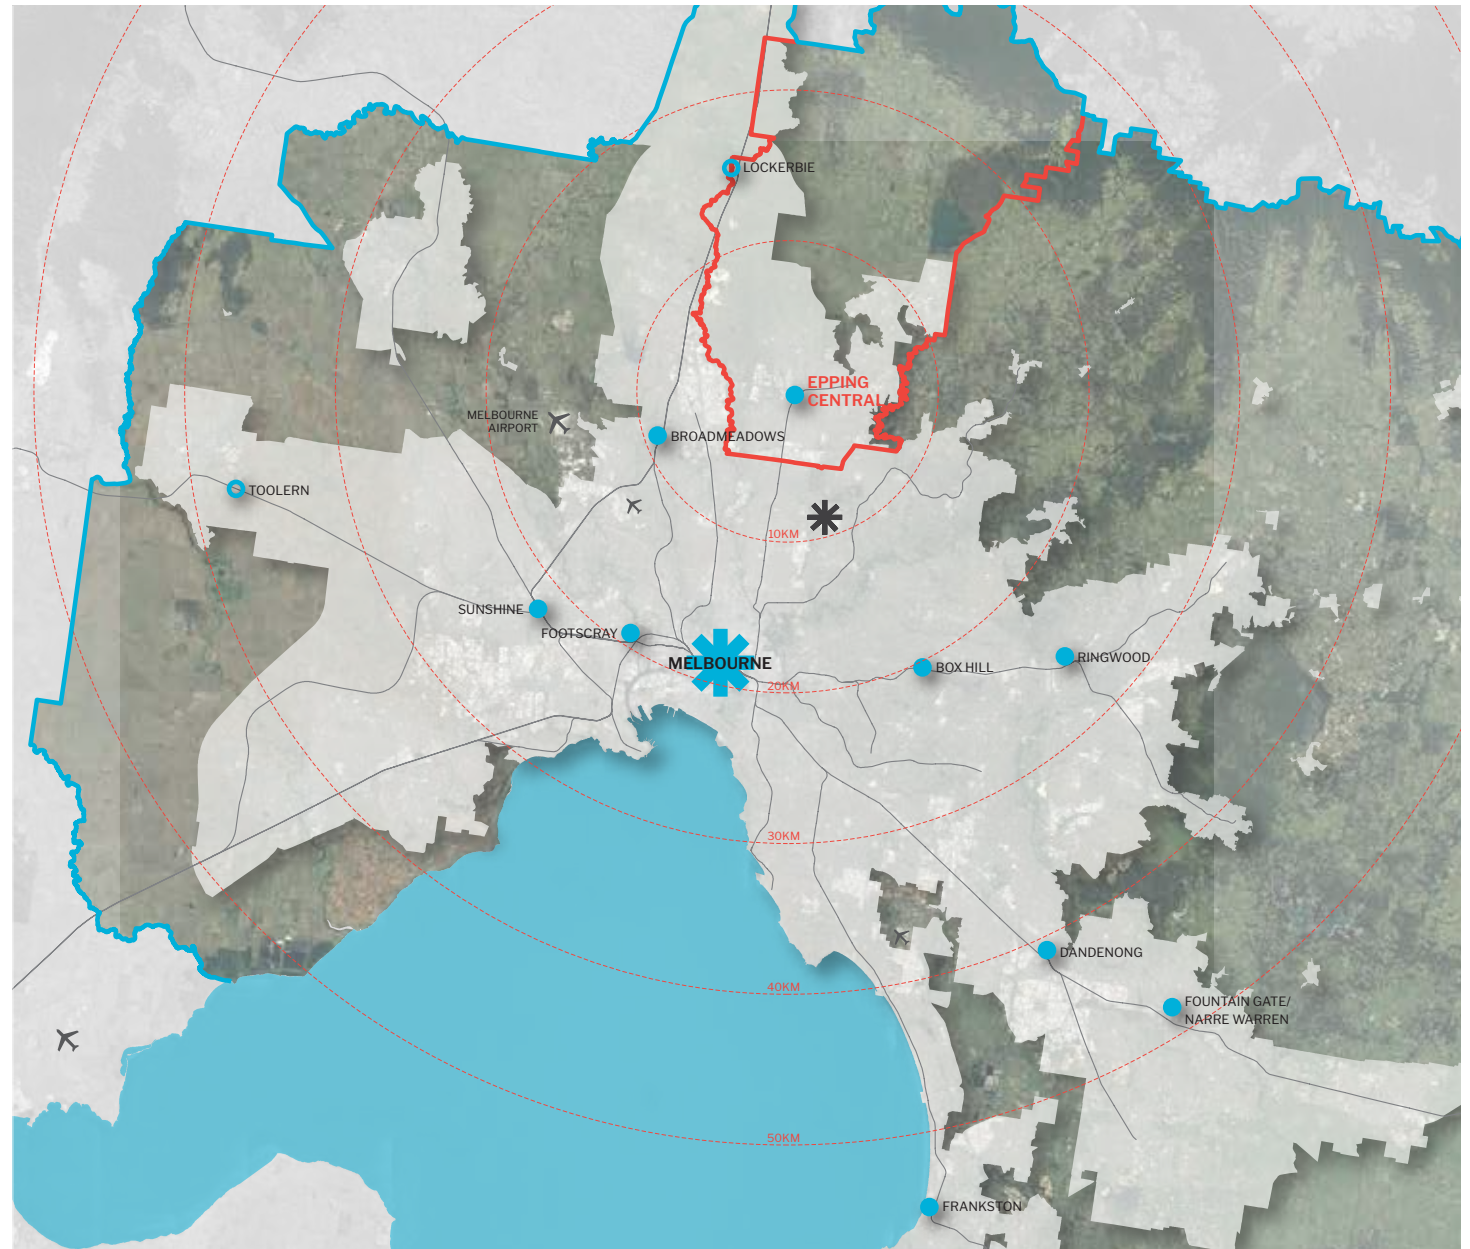 LOCKERBIE
EPPING
CENTRAL
MELBOURNE
AIRPORT
BROADMEADOWS
TOOLERN
10KM
SUNSHINE
FOOTSCRAY
MELBOURNE
BOX HILL
RINGWOOD
20KM
30KM
DANDENONG
40KM
FOUNTAIN GATE/
NARRE WARREN
50KM
FRANKSTON